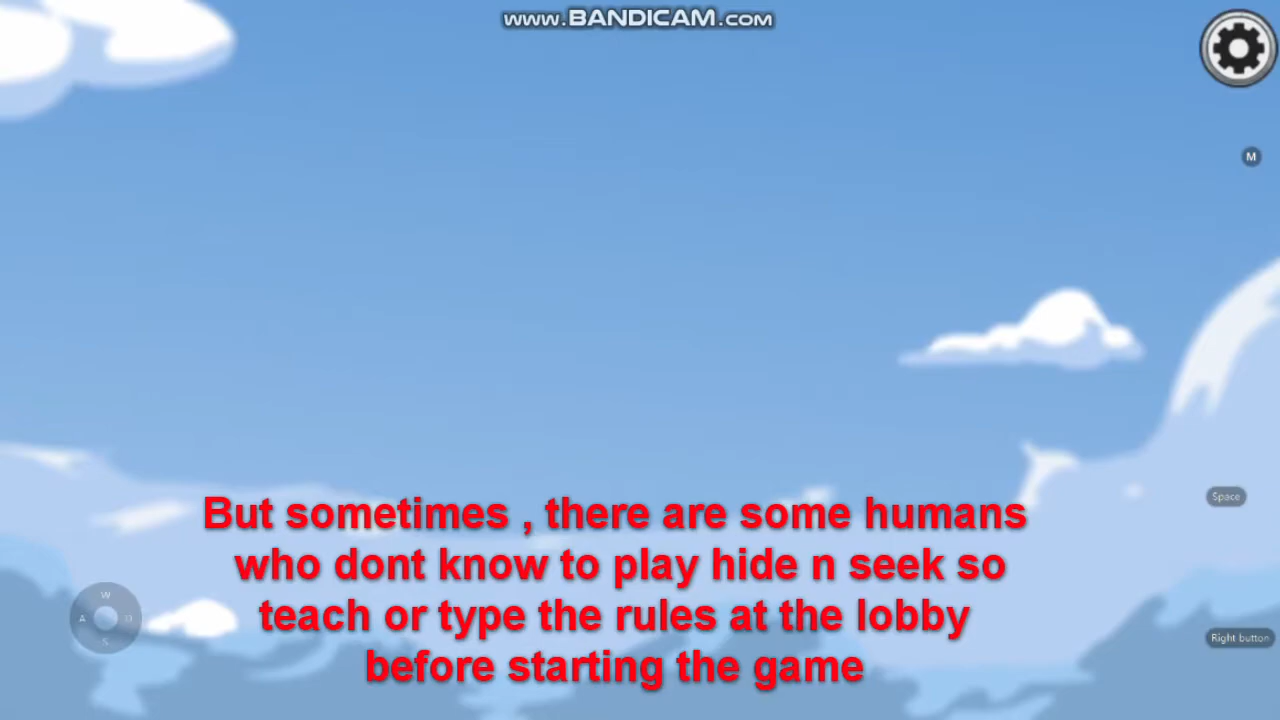 www.BANDICAM.com
M
But sometimes , there are some humans
who dont know to play hide n seek so
teach or type the rules at the lobby
before starting the game
Space
W
A D
S
Right button